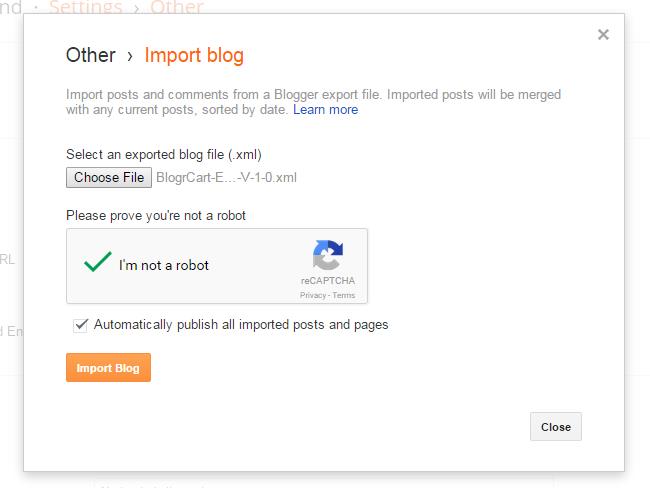 nd · Settings › Other
×
Other › Import blog
Import posts and comments from a Blogger export file. Imported posts will be merged
with any current posts, sorted by date. Learn more
Select an exported blog file (.xml)
Choose File BlogrCart-E...-V-1-0.xml
Please prove you're not a robot
I'm not a robot
reCAPTCHA
Privacy - Terms
RL
Automatically publish all imported posts and pages
d En
Import Blog
Close